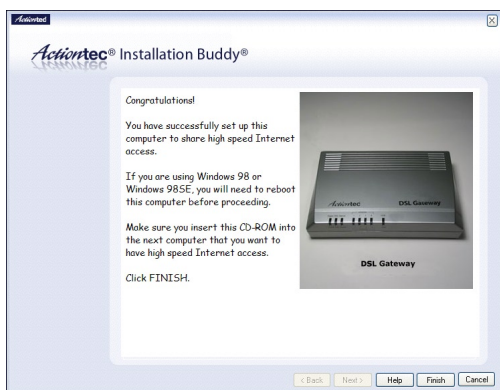 Actiontec
Actiontec® Installation Buddy®
Congratulations!
You have successfully set up this
computer to share high speed Internet
access.
If you are using Windows 98 or
Windows 98SE, you will need to reboot
this computer before proceeding.
Make sure you insert this CD-ROM into
the next computer that you want to
have high speed Internet access.
Click FINISH.
Actiontec DSL Gateway
DSL Gateway
< Back Next > Help Finish Cancel